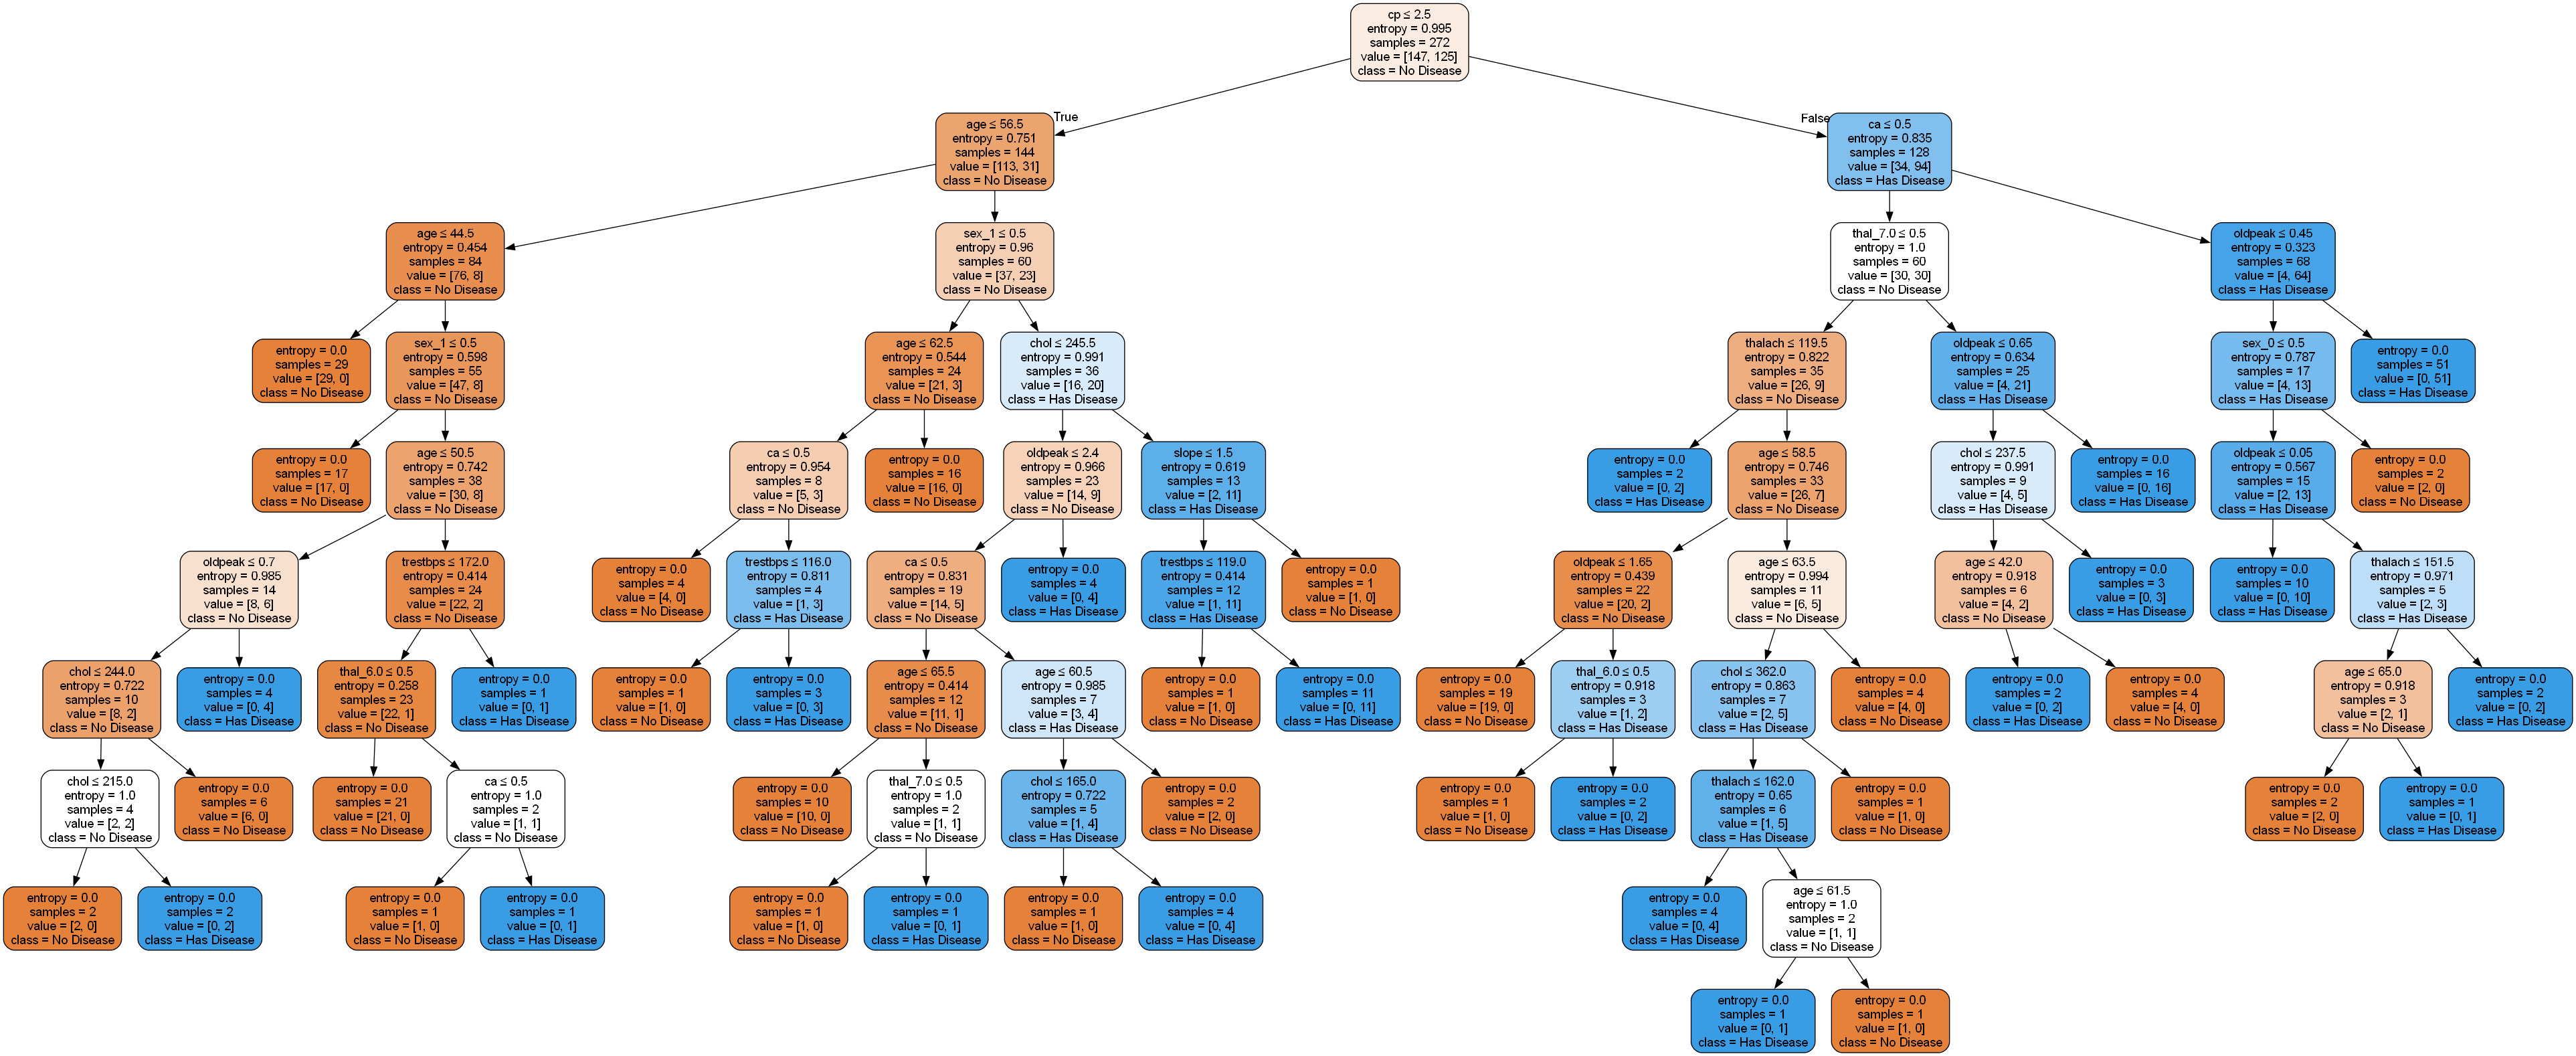 cp ≤ 2.5
entropy = 0.995
samples = 272
value = [147, 125]
class = No Disease
True
False
age ≤ 56.5
entropy = 0.751
samples = 144
value = [113, 31]
class = No Disease
ca ≤ 0.5
entropy = 0.835
samples = 128
value = [34, 94]
class = Has Disease
age ≤ 44.5
entropy = 0.454
samples = 84
value = [76, 8]
class = No Disease
sex_1 ≤ 0.5
entropy = 0.96
samples = 60
value = [37, 23]
class = No Disease
thal_7.0 ≤ 0.5
entropy = 1.0
samples = 60
value = [30, 30]
class = No Disease
oldpeak ≤ 0.45
entropy = 0.323
samples = 68
value = [4, 64]
class = Has Disease
entropy = 0.0
samples = 29
value = [29, 0]
class = No Disease
sex_1 ≤ 0.5
entropy = 0.598
samples = 55
value = [47, 8]
class = No Disease
age ≤ 62.5
entropy = 0.544
samples = 24
value = [21, 3]
class = No Disease
chol ≤ 245.5
entropy = 0.991
samples = 36
value = [16, 20]
class = Has Disease
thalach ≤ 119.5
entropy = 0.822
samples = 35
value = [26, 9]
class = No Disease
oldpeak ≤ 0.65
entropy = 0.634
samples = 25
value = [4, 21]
class = Has Disease
sex_0 ≤ 0.5
entropy = 0.787
samples = 17
value = [4, 13]
class = Has Disease
entropy = 0.0
samples = 51
value = [0, 51]
class = Has Disease
entropy = 0.0
samples = 17
value = [17, 0]
class = No Disease
age ≤ 50.5
entropy = 0.742
samples = 38
value = [30, 8]
class = No Disease
ca ≤ 0.5
entropy = 0.954
samples = 8
value = [5, 3]
class = No Disease
entropy = 0.0
samples = 16
value = [16, 0]
class = No Disease
oldpeak ≤ 2.4
entropy = 0.966
samples = 23
value = [14, 9]
class = No Disease
slope ≤ 1.5
entropy = 0.619
samples = 13
value = [2, 11]
class = Has Disease
entropy = 0.0
samples = 2
value = [0, 2]
class = Has Disease
age ≤ 58.5
entropy = 0.746
samples = 33
value = [26, 7]
class = No Disease
chol ≤ 237.5
entropy = 0.991
samples = 9
value = [4, 5]
class = Has Disease
entropy = 0.0
samples = 16
value = [0, 16]
class = Has Disease
oldpeak ≤ 0.05
entropy = 0.567
samples = 15
value = [2, 13]
class = Has Disease
entropy = 0.0
samples = 2
value = [2, 0]
class = No Disease
oldpeak ≤ 0.7
entropy = 0.985
samples = 14
value = [8, 6]
class = No Disease
trestbps ≤ 172.0
entropy = 0.414
samples = 24
value = [22, 2]
class = No Disease
entropy = 0.0
samples = 4
value = [4, 0]
class = No Disease
trestbps ≤ 116.0
entropy = 0.811
samples = 4
value = [1, 3]
class = Has Disease
ca ≤ 0.5
entropy = 0.831
samples = 19
value = [14, 5]
class = No Disease
entropy = 0.0
samples = 4
value = [0, 4]
class = Has Disease
trestbps ≤ 119.0
entropy = 0.414
samples = 12
value = [1, 11]
class = Has Disease
entropy = 0.0
samples = 1
value = [1, 0]
class = No Disease
oldpeak ≤ 1.65
entropy = 0.439
samples = 22
value = [20, 2]
class = No Disease
age ≤ 63.5
entropy = 0.994
samples = 11
value = [6, 5]
class = No Disease
age ≤ 42.0
entropy = 0.918
samples = 6
value = [4, 2]
class = No Disease
entropy = 0.0
samples = 3
value = [0, 3]
class = Has Disease
entropy = 0.0
samples = 10
value = [0, 10]
class = Has Disease
thalach ≤ 151.5
entropy = 0.971
samples = 5
value = [2, 3]
class = Has Disease
chol ≤ 244.0
entropy = 0.722
samples = 10
value = [8, 2]
class = No Disease
entropy = 0.0
samples = 4
value = [0, 4]
class = Has Disease
thal_6.0 ≤ 0.5
entropy = 0.258
samples = 23
value = [22, 1]
class = No Disease
entropy = 0.0
samples = 1
value = [0, 1]
class = Has Disease
entropy = 0.0
samples = 1
value = [1, 0]
class = No Disease
entropy = 0.0
samples = 3
value = [0, 3]
class = Has Disease
age ≤ 65.5
entropy = 0.414
samples = 12
value = [11, 1]
class = No Disease
age ≤ 60.5
entropy = 0.985
samples = 7
value = [3, 4]
class = Has Disease
entropy = 0.0
samples = 1
value = [1, 0]
class = No Disease
entropy = 0.0
samples = 11
value = [0, 11]
class = Has Disease
entropy = 0.0
samples = 19
value = [19, 0]
class = No Disease
thal_6.0 ≤ 0.5
entropy = 0.918
samples = 3
value = [1, 2]
class = Has Disease
chol ≤ 362.0
entropy = 0.863
samples = 7
value = [2, 5]
class = Has Disease
entropy = 0.0
samples = 4
value = [4, 0]
class = No Disease
entropy = 0.0
samples = 2
value = [0, 2]
class = Has Disease
entropy = 0.0
samples = 4
value = [4, 0]
class = No Disease
age ≤ 65.0
entropy = 0.918
samples = 3
value = [2, 1]
class = No Disease
entropy = 0.0
samples = 2
value = [0, 2]
class = Has Disease
chol ≤ 215.0
entropy = 1.0
samples = 4
value = [2, 2]
class = No Disease
entropy = 0.0
samples = 6
value = [6, 0]
class = No Disease
entropy = 0.0
samples = 21
value = [21, 0]
class = No Disease
ca ≤ 0.5
entropy = 1.0
samples = 2
value = [1, 1]
class = No Disease
entropy = 0.0
samples = 10
value = [10, 0]
class = No Disease
thal_7.0 ≤ 0.5
entropy = 1.0
samples = 2
value = [1, 1]
class = No Disease
chol ≤ 165.0
entropy = 0.722
samples = 5
value = [1, 4]
class = Has Disease
entropy = 0.0
samples = 2
value = [2, 0]
class = No Disease
entropy = 0.0
samples = 1
value = [1, 0]
class = No Disease
entropy = 0.0
samples = 2
value = [0, 2]
class = Has Disease
thalach ≤ 162.0
entropy = 0.65
samples = 6
value = [1, 5]
class = Has Disease
entropy = 0.0
samples = 1
value = [1, 0]
class = No Disease
entropy = 0.0
samples = 2
value = [2, 0]
class = No Disease
entropy = 0.0
samples = 1
value = [0, 1]
class = Has Disease
entropy = 0.0
samples = 2
value = [2, 0]
class = No Disease
entropy = 0.0
samples = 2
value = [0, 2]
class = Has Disease
entropy = 0.0
samples = 1
value = [1, 0]
class = No Disease
entropy = 0.0
samples = 1
value = [0, 1]
class = Has Disease
entropy = 0.0
samples = 1
value = [1, 0]
class = No Disease
entropy = 0.0
samples = 1
value = [0, 1]
class = Has Disease
entropy = 0.0
samples = 1
value = [1, 0]
class = No Disease
entropy = 0.0
samples = 4
value = [0, 4]
class = Has Disease
entropy = 0.0
samples = 4
value = [0, 4]
class = Has Disease
age ≤ 61.5
entropy = 1.0
samples = 2
value = [1, 1]
class = No Disease
entropy = 0.0
samples = 1
value = [0, 1]
class = Has Disease
entropy = 0.0
samples = 1
value = [1, 0]
class = No Disease